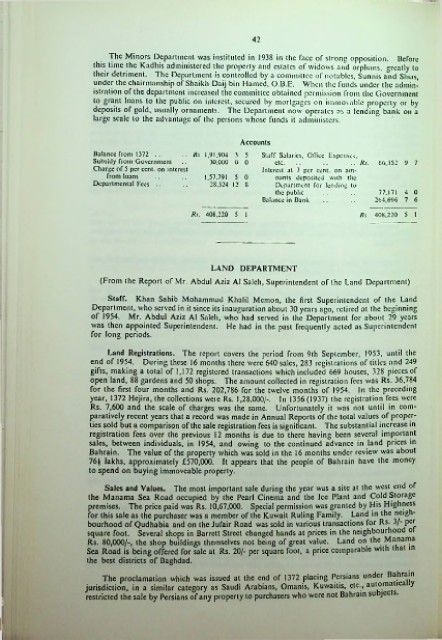 42
The Minors Department was instituted in 1938 in the face of strong opposition. Before
this time the Kadhis administered the property and estates of widows and orphans, greatly to
their detriment. The Department is controlled by a committee of notables, Sunnis and Shias,
under the chairmanship of Shaikh Daij bin Hamed, O.B.E. When the funds under the admin-
istration of the department increased the committee obtained permission from the Government
to grant loans to the public on interest, secured by mortgages on immovable property or by
deposits of gold, usually ornaments. The Department now operates as a lending bank on a
large scale to the advantage of the persons whose funds it administers.
Accounts
Balance from 1372 .. Rs. 1,91,904 3 5
Subsidy from Government .. 30,000 0 0
Charge of 5 per cent. on interest
from loans .. .. 1,57,791 5 0
Departmental Fees .. .. 28,524 12 8
Rs. 408,220 5 1
Staff Salaries, Office Expenses,
etc. .. .. .. Rs. 66,352 9 7
Interest at 3 per cent. on am-
ounts deposited with the
Department for lending to
the public .. .. 77,171 4 0
Balance in Bank .. .. 264,696 7 6
Rs. 408,220 5 1
LAND DEPARTMENT
(From the Report of Mr. Abdul Aziz Al Saleh, Superintendent of the Land Department)
Staff. Khan Sahib Mohammed Khalil Memon, the first Superintendent of the Land
Department, who served in it since its inauguration about 30 years ago, retired at the beginning
of 1954. Mr. Abdul Aziz Al Saleh, who had served in the Department for about 29 years
was then appointed Superintendent. He had in the past frequently acted as Superintendent
for long periods.
Land Registrations. The report covers the period from 9th September, 1953, until the
end of 1954. During these 16 months there were 640 sales, 283 registrations of titles and 249
gifts, making a total of 1,172 registered transactions which included 669 houses, 328 pieces of
open land, 88 gardens and 50 shops. The amount collected in registration fees was Rs. 36,784
for the first four months and Rs. 202,786 for the twelve months of 1954. In the preceding
year, 1372 Hejira, the collections were Rs. 1,28,000/-. In 1356 (1937) the registration fees were
Rs. 7,600 and the scale of charges was the same. Unfortunately it was not until in com-
paratively recent years that a record was made in Annual Reports of the total values of proper-
ties sold but a comparison of the sale registration fees is significant. The substantial increase in
registration fees over the previous 12 months is due to there having been several important
sales, between individuals, in 1954, and owing to the continued advance in land prices in
Bahrain. The value of the property which was sold in the 16 months under review was about
76½ lakhs, approximately £570,000. It appears that the people of Bahrain have the money
to spend on buying immoveable property.
Sales and Values. The most important sale during the year was a site at the west end of
the Manama Sea Road occupied by the Pearl Cinema and the Ice Plant and Cold Storage
premises. The price paid was Rs. 10,67,000. Special permission was granted by His Highness
for this sale as the purchaser was a member of the Kuwait Ruling Family. Land in the neigh-
bourhood of Qudhabia and on the Jufair Road was sold in various transactions for Rs. 3/- per
square foot. Several shops in Barrett Street changed hands at prices in the neighbourhood of
Rs. 80,000/-, the shop buildings themselves not being of great value. Land on the Manama
Sea Road is being offered for sale at Rs. 20/- per square foot, a price comparable with that in
the best districts of Baghdad.
The proclamation which was issued at the end of 1372 placing Persians under Bahrain
jurisdiction, in a similar category as Saudi Arabians, Omanis, Kuwaitis, etc., automatically
restricted the sale by Persians of any property to purchasers who were not Bahrain subjects.